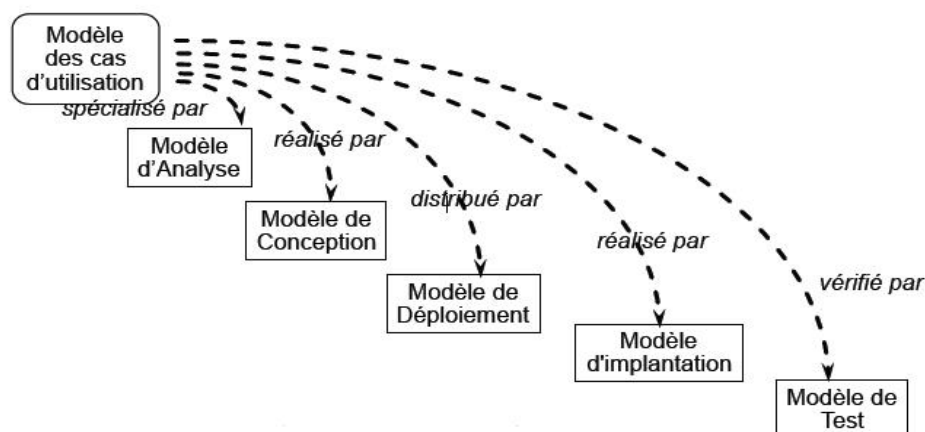 Modèle
des cas
d'utilisation
spécialisé par
Modèle
d'Analyse
réalisé par
Modèle de
Conception
distribué par
Modèle de
Déploiement
réalisé par
Modèle
d'implantation
vérifié par
Modèle de
Test